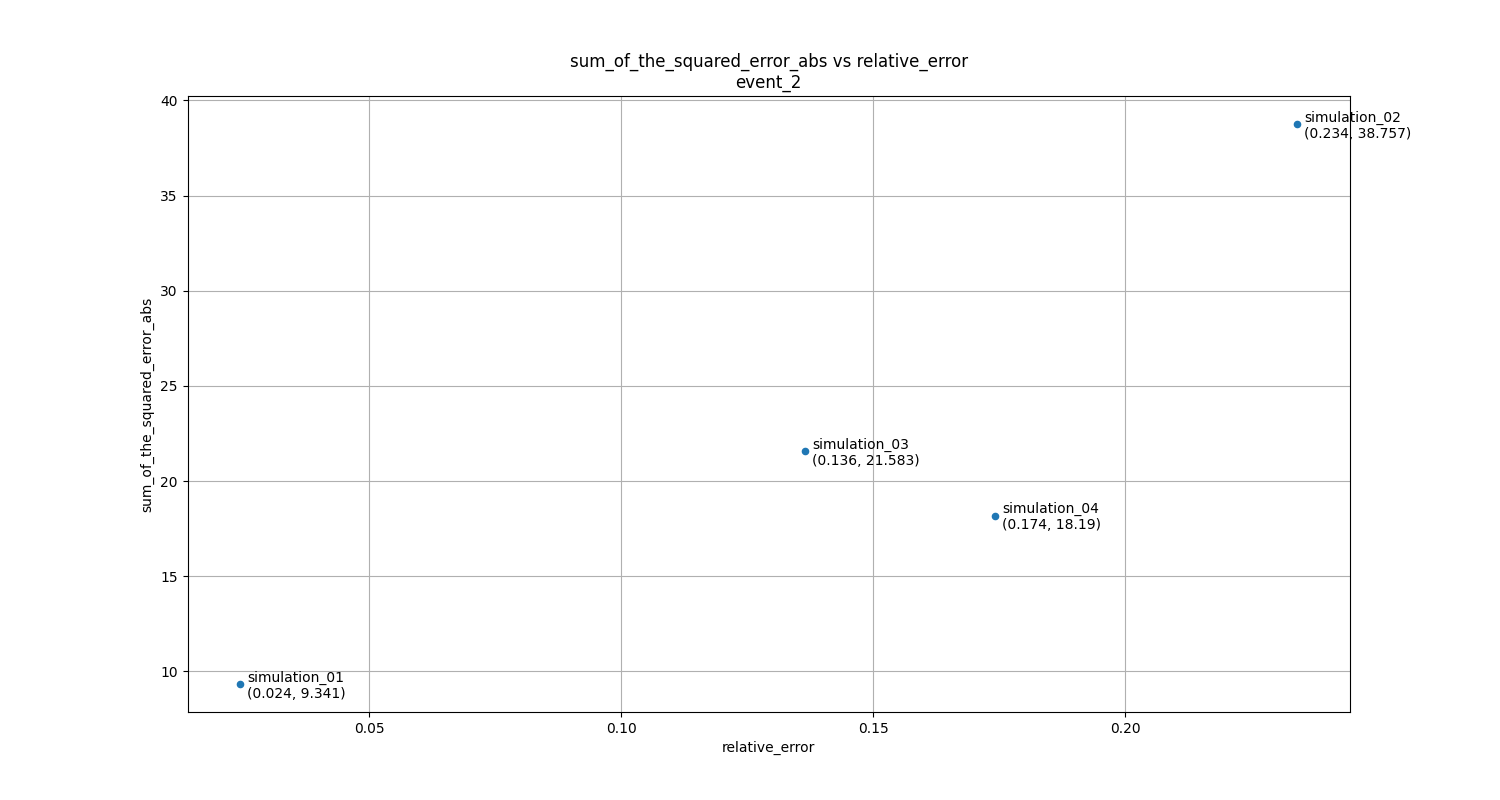 sum_of_the_squared_error_abs vs relative_error
event_2
sum_of_the_squared_error_abs
40
35
30
25
20
15
10
simulation_02
(0.234, 38.757)
simulation_03
(0.136, 21.583)
simulation_04
(0.174, 18.19)
simulation_01
(0.024, 9.341)
0.05
0.10
0.15
0.20
relative_error